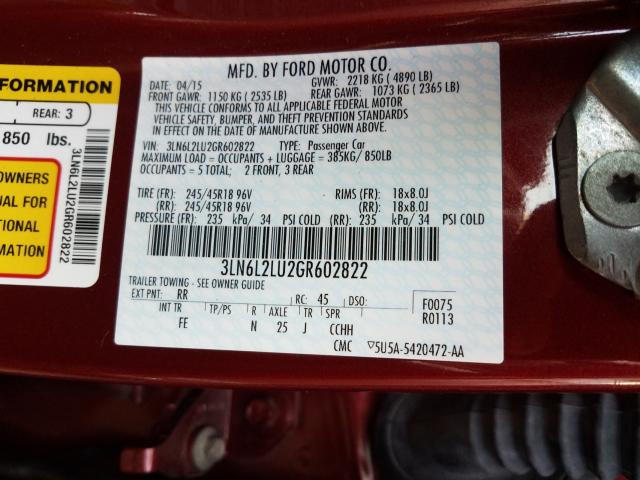 FORMATION
REAR: 3
850 lbs.
OWNERS
UAL FOR
TIONAL
MATION
3LN6L2LU2GR602822
MFD. BY FORD MOTOR CO.
DATE: 04/15 GVWR: 2218 KG ( 4890 LB)
FRONT GAWR: 1150 KG ( 2535 LB) REAR GAWR: 1073 KG ( 2365 LB)
THIS VEHICLE CONFORMS TO ALL APPLICABLE FEDERAL MOTOR
VEHICLE SAFETY, BUMPER, AND THEFT PREVENTION STANDARDS
IN EFFECT ON THE DATE OF MANUFACTURE SHOWN ABOVE.
VIN: 3LN6L2LU2GR602822 TYPE: Passenger Car
MAXIMUM LOAD = OCCUPANTS + LUGGAGE = 385KG/ 850LB
OCCUPANTS = 5 TOTAL; 2 FRONT, 3 REAR
TIRE (FR): 245/45R18 96V RIMS (FR): 18x8.0J
(RR): 245/45R18 96V (RR): 18x8.0J
PRESSURE (FR): 235 kPa/ 34 PSI COLD (RR): 235 kPa/ 34 PSI COLD
3LN6L2LU2GR602822
TRAILER TOWING - SEE OWNER GUIDE
EXT PNT: RR RC: 45 DSO: F0075
INT TR TP/PS R AXLE TR SPR R0113
FE N 25 J CCHH
CMC ▽5U5A-5420472-AA